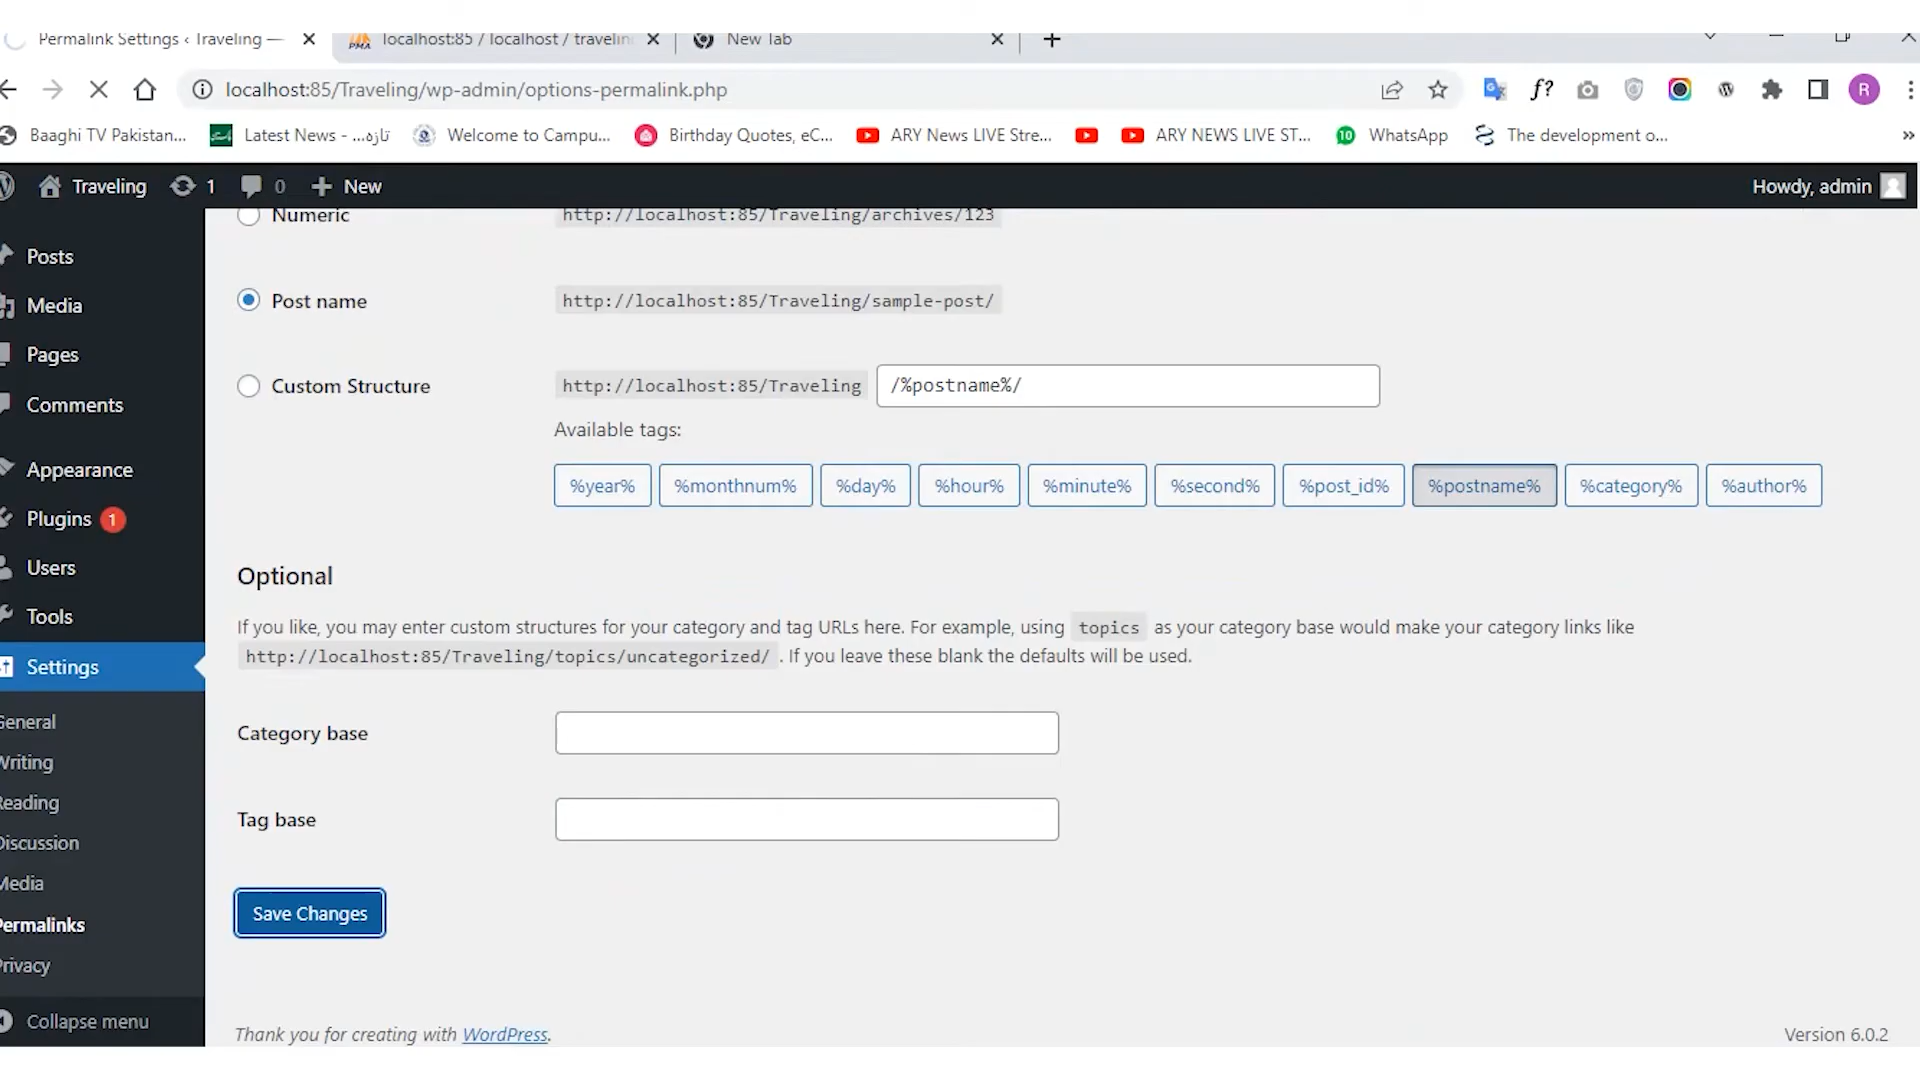 Permalink Settings ‹ Traveling —
localhost:85 / localhost / travelin
New Tab
localhost:85/Traveling/wp-admin/options-permalink.php
f?
R
Baaghi TV Pakistan...
Latest News - ...تازہ
Welcome to Campu...
Birthday Quotes, eC...
ARY News LIVE Stre...
ARY NEWS LIVE ST...
10
WhatsApp
The development o...
»
Traveling
1
0
New
Howdy, admin
Posts
Media
Pages
Comments
Appearance
Plugins 1
Users
Tools
Settings
General
Writing
Reading
Discussion
Media
Permalinks
Privacy
Collapse menu
Numeric
http://localhost:85/Traveling/archives/123
Post name
http://localhost:85/Traveling/sample-post/
Custom Structure
http://localhost:85/Traveling
/%postname%/
Available tags:
%year%
%monthnum%
%day%
%hour%
%minute%
%second%
%post_id%
%postname%
%category%
%author%
Optional
If you like, you may enter custom structures for your category and tag URLs here. For example, using topics as your category base would make your category links like
http://localhost:85/Traveling/topics/uncategorized/ . If you leave these blank the defaults will be used.
Category base
Tag base
Save Changes
Thank you for creating with WordPress.
Version 6.0.2